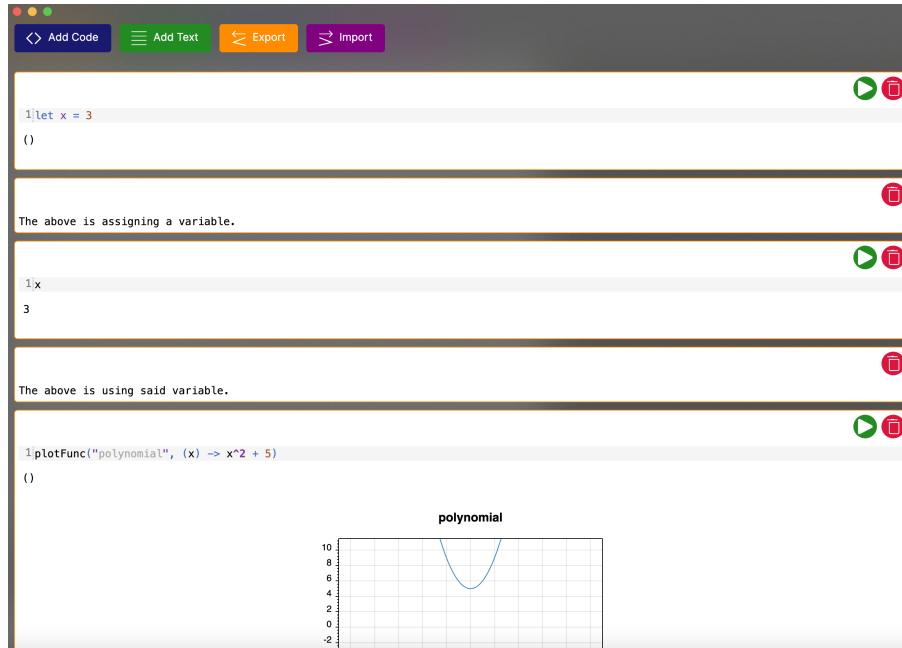 <> Add Code Add Text Export Import
1 let x = 3
()
The above is assigning a variable.
1 x
3
The above is using said variable.
1 plotFunc("polynomial", (x) -> x^2 + 5)
()
polynomial
10
8
6
4
2
0
-2